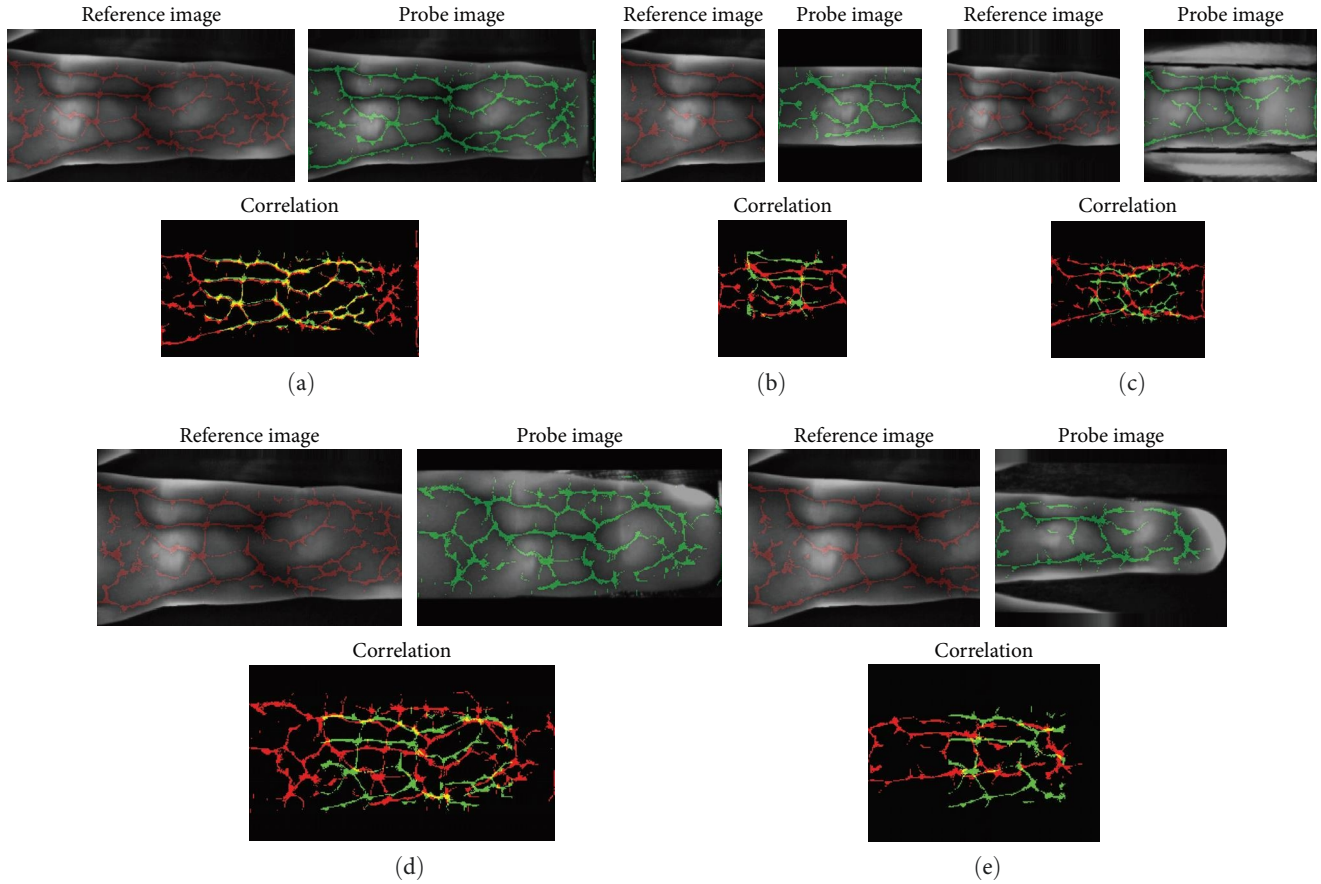 Reference image Probe image Reference image Probe image Reference image Probe image
Correlation Correlation Correlation
(a) (b) (c)
Reference image Probe image Reference image Probe image
Correlation Correlation
(d) (e)